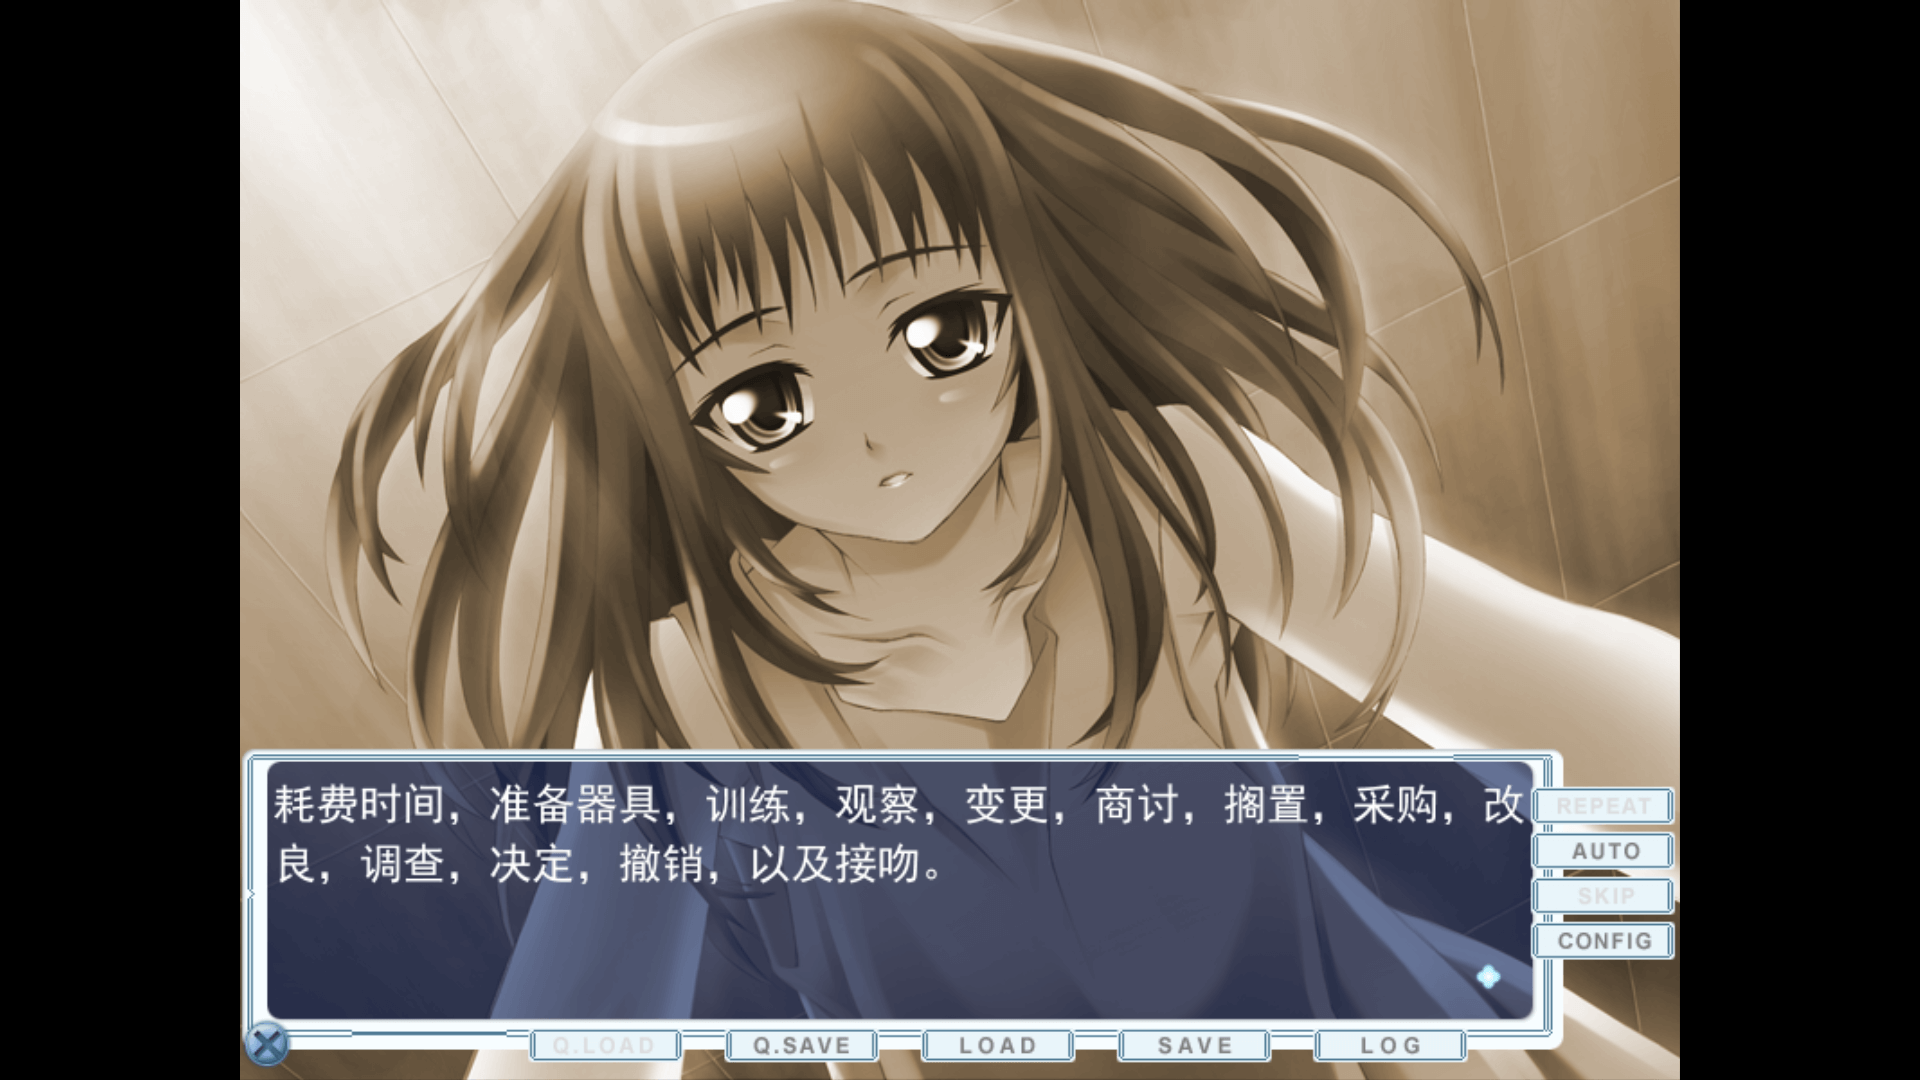 耗费时间，准备器具，训练，观察，变更，商讨，搁置，采购，改
良，调查，决定，撤销，以及接吻。
REPEAT
AUTO
SKIP
CONFIG
Q.LOAD
Q.SAVE
LOAD
SAVE
LOG